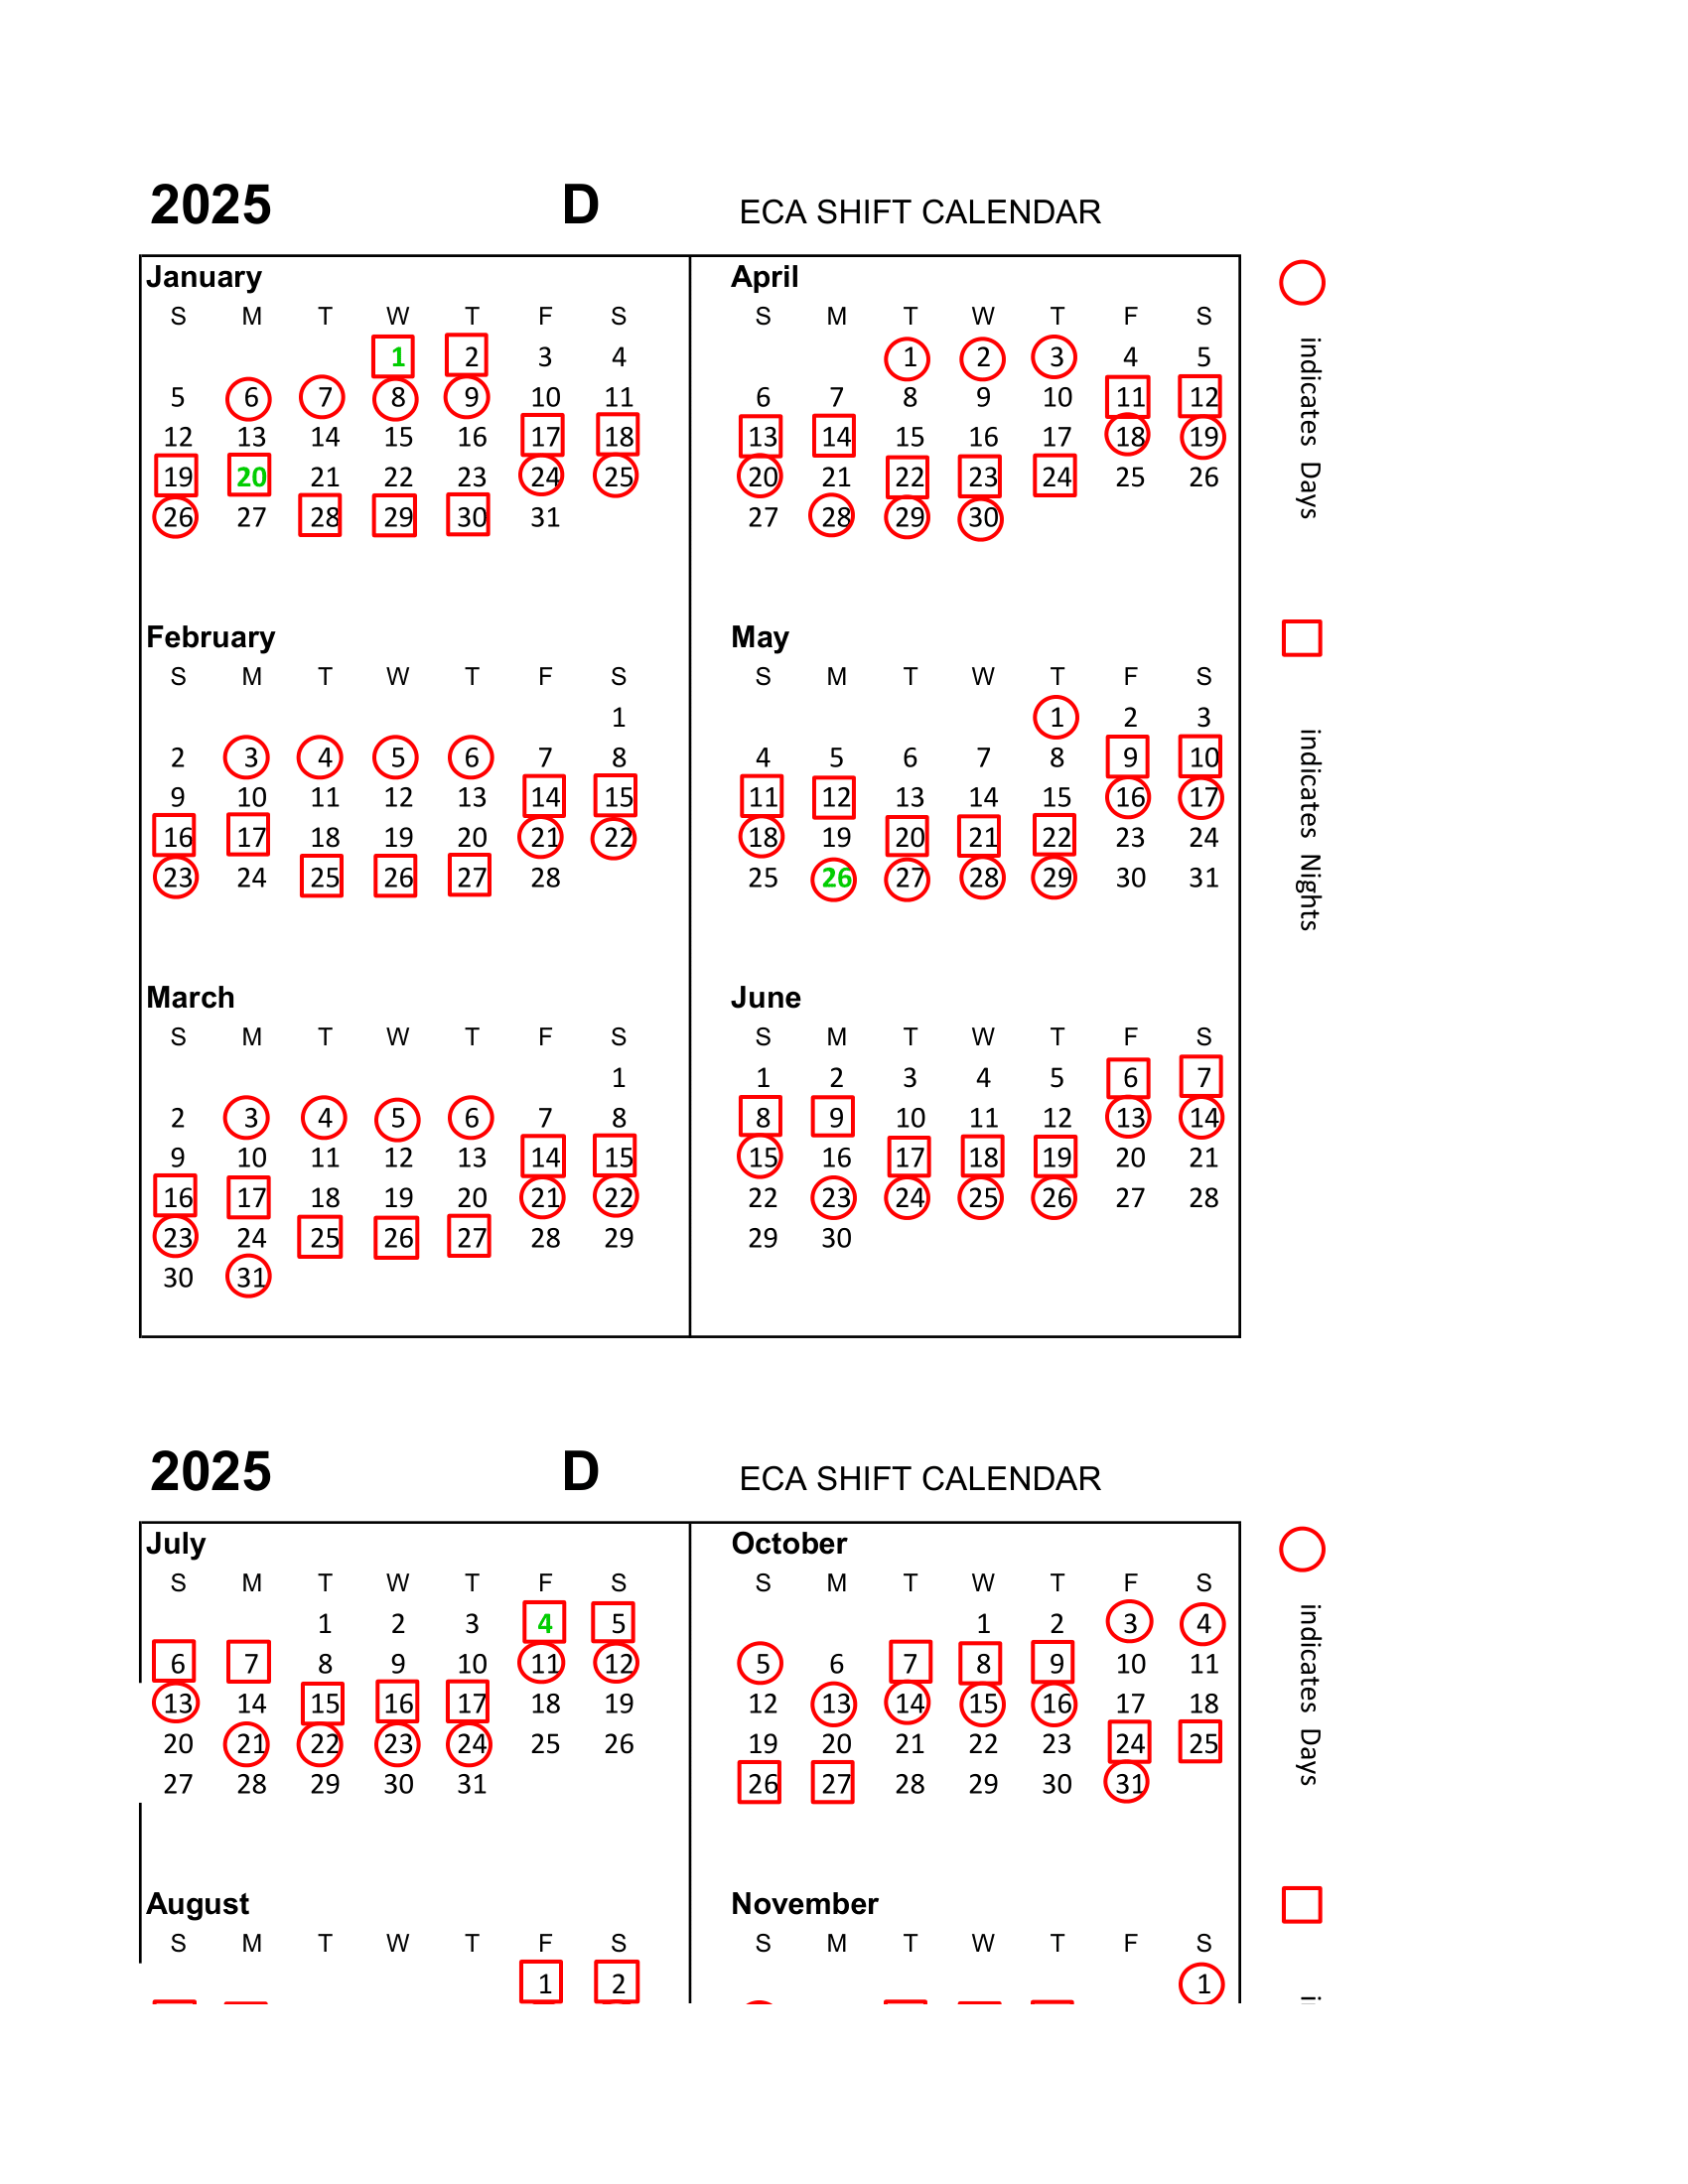 2025 D ECA SHIFT CALENDAR
January
S M T W T F S
1 2 3 4
5 6 7 8 9 10 11
12 13 14 15 16 17 18
19 20 21 22 23 24 25
26 27 28 29 30 31
February
S M T W T F S
1
2 3 4 5 6 7 8
9 10 11 12 13 14 15
16 17 18 19 20 21 22
23 24 25 26 27 28
March
S M T W T F S
1
2 3 4 5 6 7 8
9 10 11 12 13 14 15
16 17 18 19 20 21 22
23 24 25 26 27 28 29
30 31
April
S M T W T F S
1 2 3 4 5
6 7 8 9 10 11 12
13 14 15 16 17 18 19
20 21 22 23 24 25 26
27 28 29 30
May
S M T W T F S
1 2 3
4 5 6 7 8 9 10
11 12 13 14 15 16 17
18 19 20 21 22 23 24
25 26 27 28 29 30 31
June
S M T W T F S
1 2 3 4 5 6 7
8 9 10 11 12 13 14
15 16 17 18 19 20 21
22 23 24 25 26 27 28
29 30
indicates Days
indicates Nights
2025 D ECA SHIFT CALENDAR
July
S M T W T F S
1 2 3 4 5
6 7 8 9 10 11 12
13 14 15 16 17 18 19
20 21 22 23 24 25 26
27 28 29 30 31
August
S M T W T F S
1 2
October
S M T W T F S
1 2 3 4
5 6 7 8 9 10 11
12 13 14 15 16 17 18
19 20 21 22 23 24 25
26 27 28 29 30 31
November
S M T W T F S
1
indicates Days